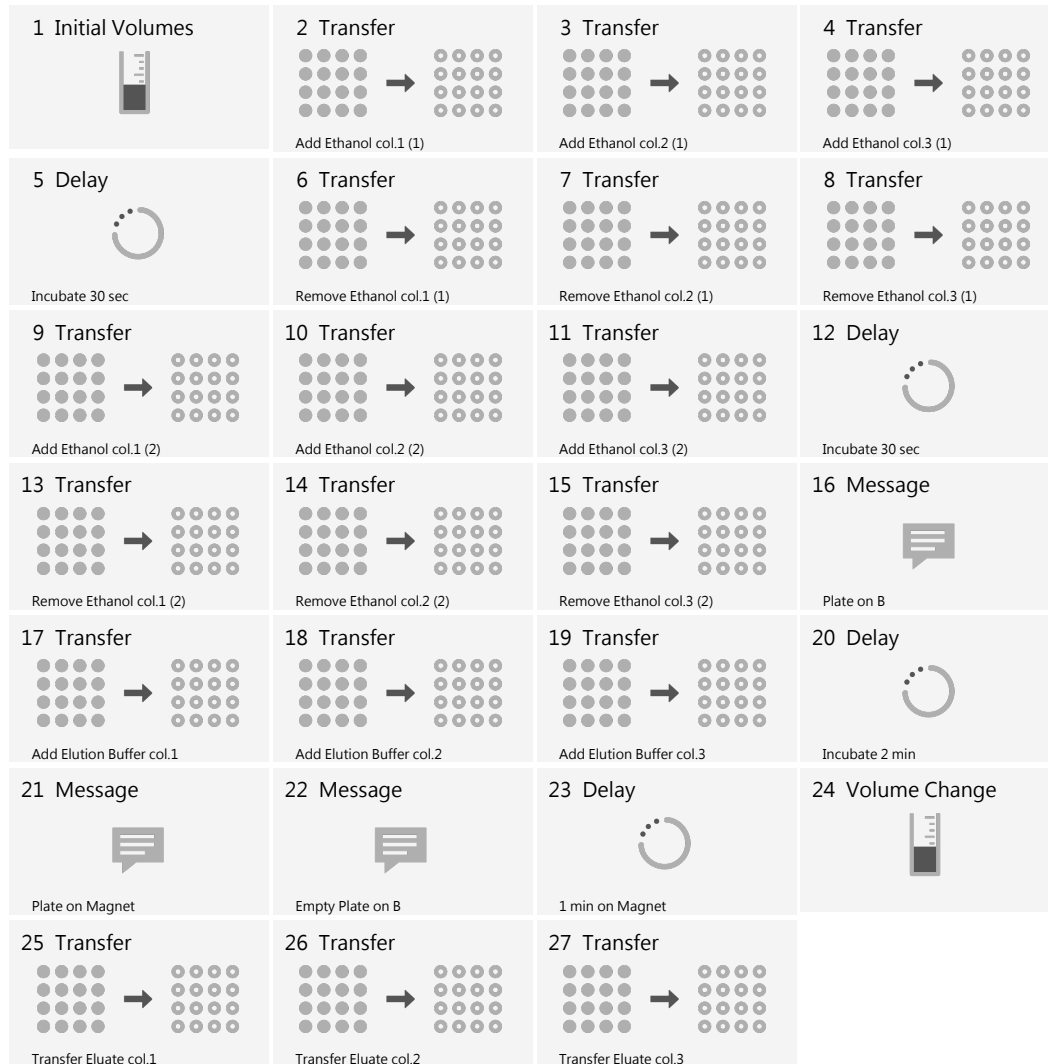 1 Initial Volumes
2 Transfer
Add Ethanol col.1 (1)
3 Transfer
Add Ethanol col.2 (1)
4 Transfer
Add Ethanol col.3 (1)
5 Delay
Incubate 30 sec
6 Transfer
Remove Ethanol col.1 (1)
7 Transfer
Remove Ethanol col.2 (1)
8 Transfer
Remove Ethanol col.3 (1)
9 Transfer
Add Ethanol col.1 (2)
10 Transfer
Add Ethanol col.2 (2)
11 Transfer
Add Ethanol col.3 (2)
12 Delay
Incubate 30 sec
13 Transfer
Remove Ethanol col.1 (2)
14 Transfer
Remove Ethanol col.2 (2)
15 Transfer
Remove Ethanol col.3 (2)
16 Message
Plate on B
17 Transfer
Add Elution Buffer col.1
18 Transfer
Add Elution Buffer col.2
19 Transfer
Add Elution Buffer col.3
20 Delay
Incubate 2 min
21 Message
Plate on Magnet
22 Message
Empty Plate on B
23 Delay
1 min on Magnet
24 Volume Change
25 Transfer
Transfer Eluate col.1
26 Transfer
Transfer Eluate col.2
27 Transfer
Transfer Eluate col.3